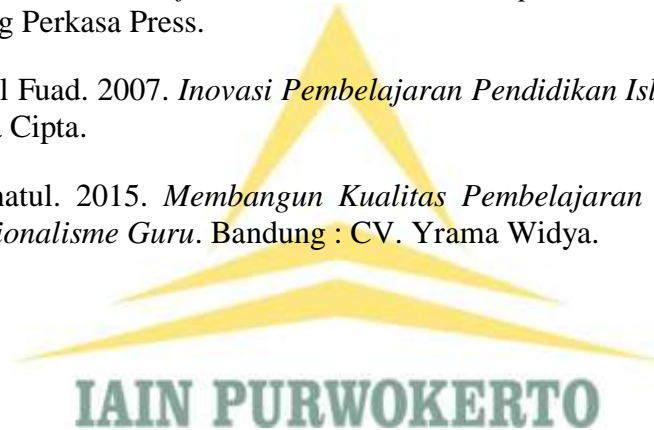 g Perkasa Press.
l Fuad. 2007. Inovasi Pembelajaran Pendidikan Isl
Cipta.
natul. 2015. Membangun Kualitas Pembelajaran
ionalisme Guru. Bandung : CV. Yrama Widya.
IAIN PURWOKERTO